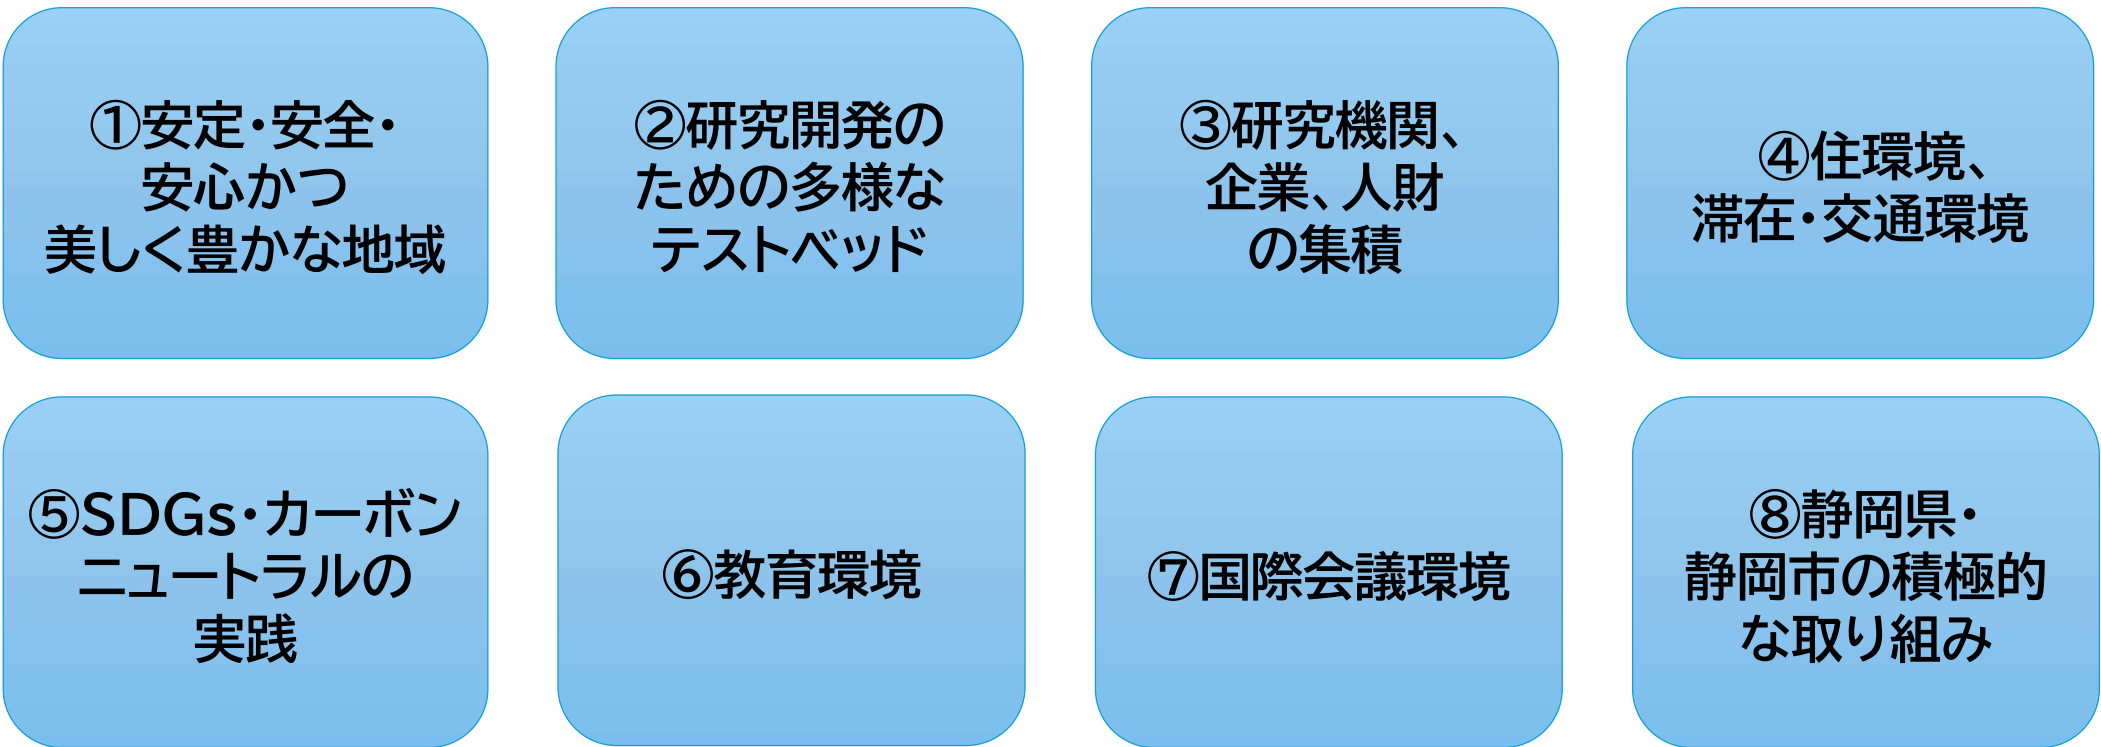 ①安定・安全・
安心かつ
美しく豊かな地域
②研究開発の
ための多様な
テストベッド
③研究機関、
企業、人財
の集積
④住環境、
滞在・交通環境
⑤SDGs・カーボン
ニュートラルの
実践
⑥教育環境
⑦国際会議環境
⑧静岡県・
静岡市の積極的
な取り組み